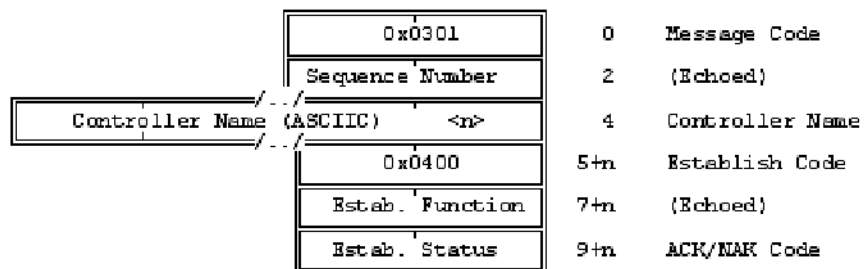 0x0301 0 Message Code
Sequence Number 2 (Echoed)
Controller Name (ASCIIC) <n> 4 Controller Name
0x0400 5+n Establish Code
Estab. Function 7+n (Echoed)
Estab. Status 9+n ACK/NAK Code